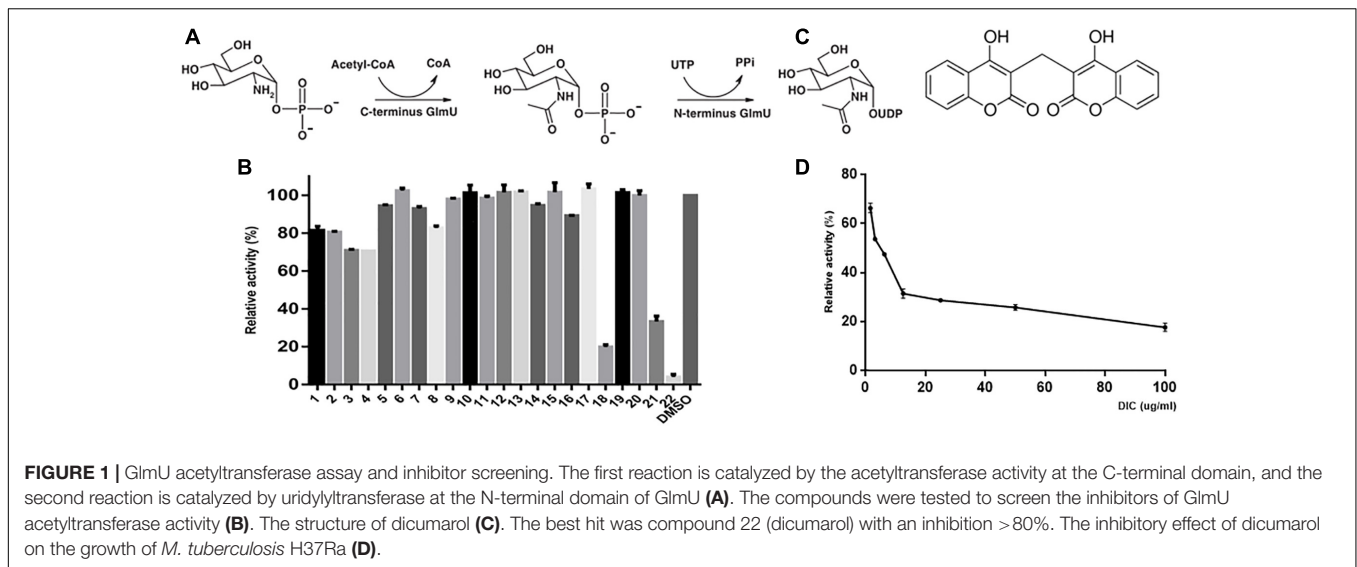 A
OH
HO
HO
O
NH2
O
O
P
O⁻
O⁻
Acetyl-CoA
CoA
C-terminus GlmU
OH
HO
HO
O
NH
O
O
O
P
O⁻
O⁻
UTP
PPi
N-terminus GlmU
OH
HO
HO
O
NH
OUDP
O
C
OH
OH
O
O
O
O
B
Relative activity (%)
100
80
60
40
20
0
1 2 3 4 5 6 7 8 9 10 11 12 13 14 15 16 17 18 19 20 21 22 DMSO
D
Relative activity (%)
80
60
40
20
0
0 20 40 60 80 100
DIC (ug/ml)
FIGURE 1 | GlmU acetyltransferase assay and inhibitor screening. The first reaction is catalyzed by the acetyltransferase activity at the C-terminal domain, and the
second reaction is catalyzed by uridylyltransferase at the N-terminal domain of GlmU (A). The compounds were tested to screen the inhibitors of GlmU
acetyltransferase activity (B). The structure of dicumarol (C). The best hit was compound 22 (dicumarol) with an inhibition >80%. The inhibitory effect of dicumarol
on the growth of M. tuberculosis H37Ra (D).